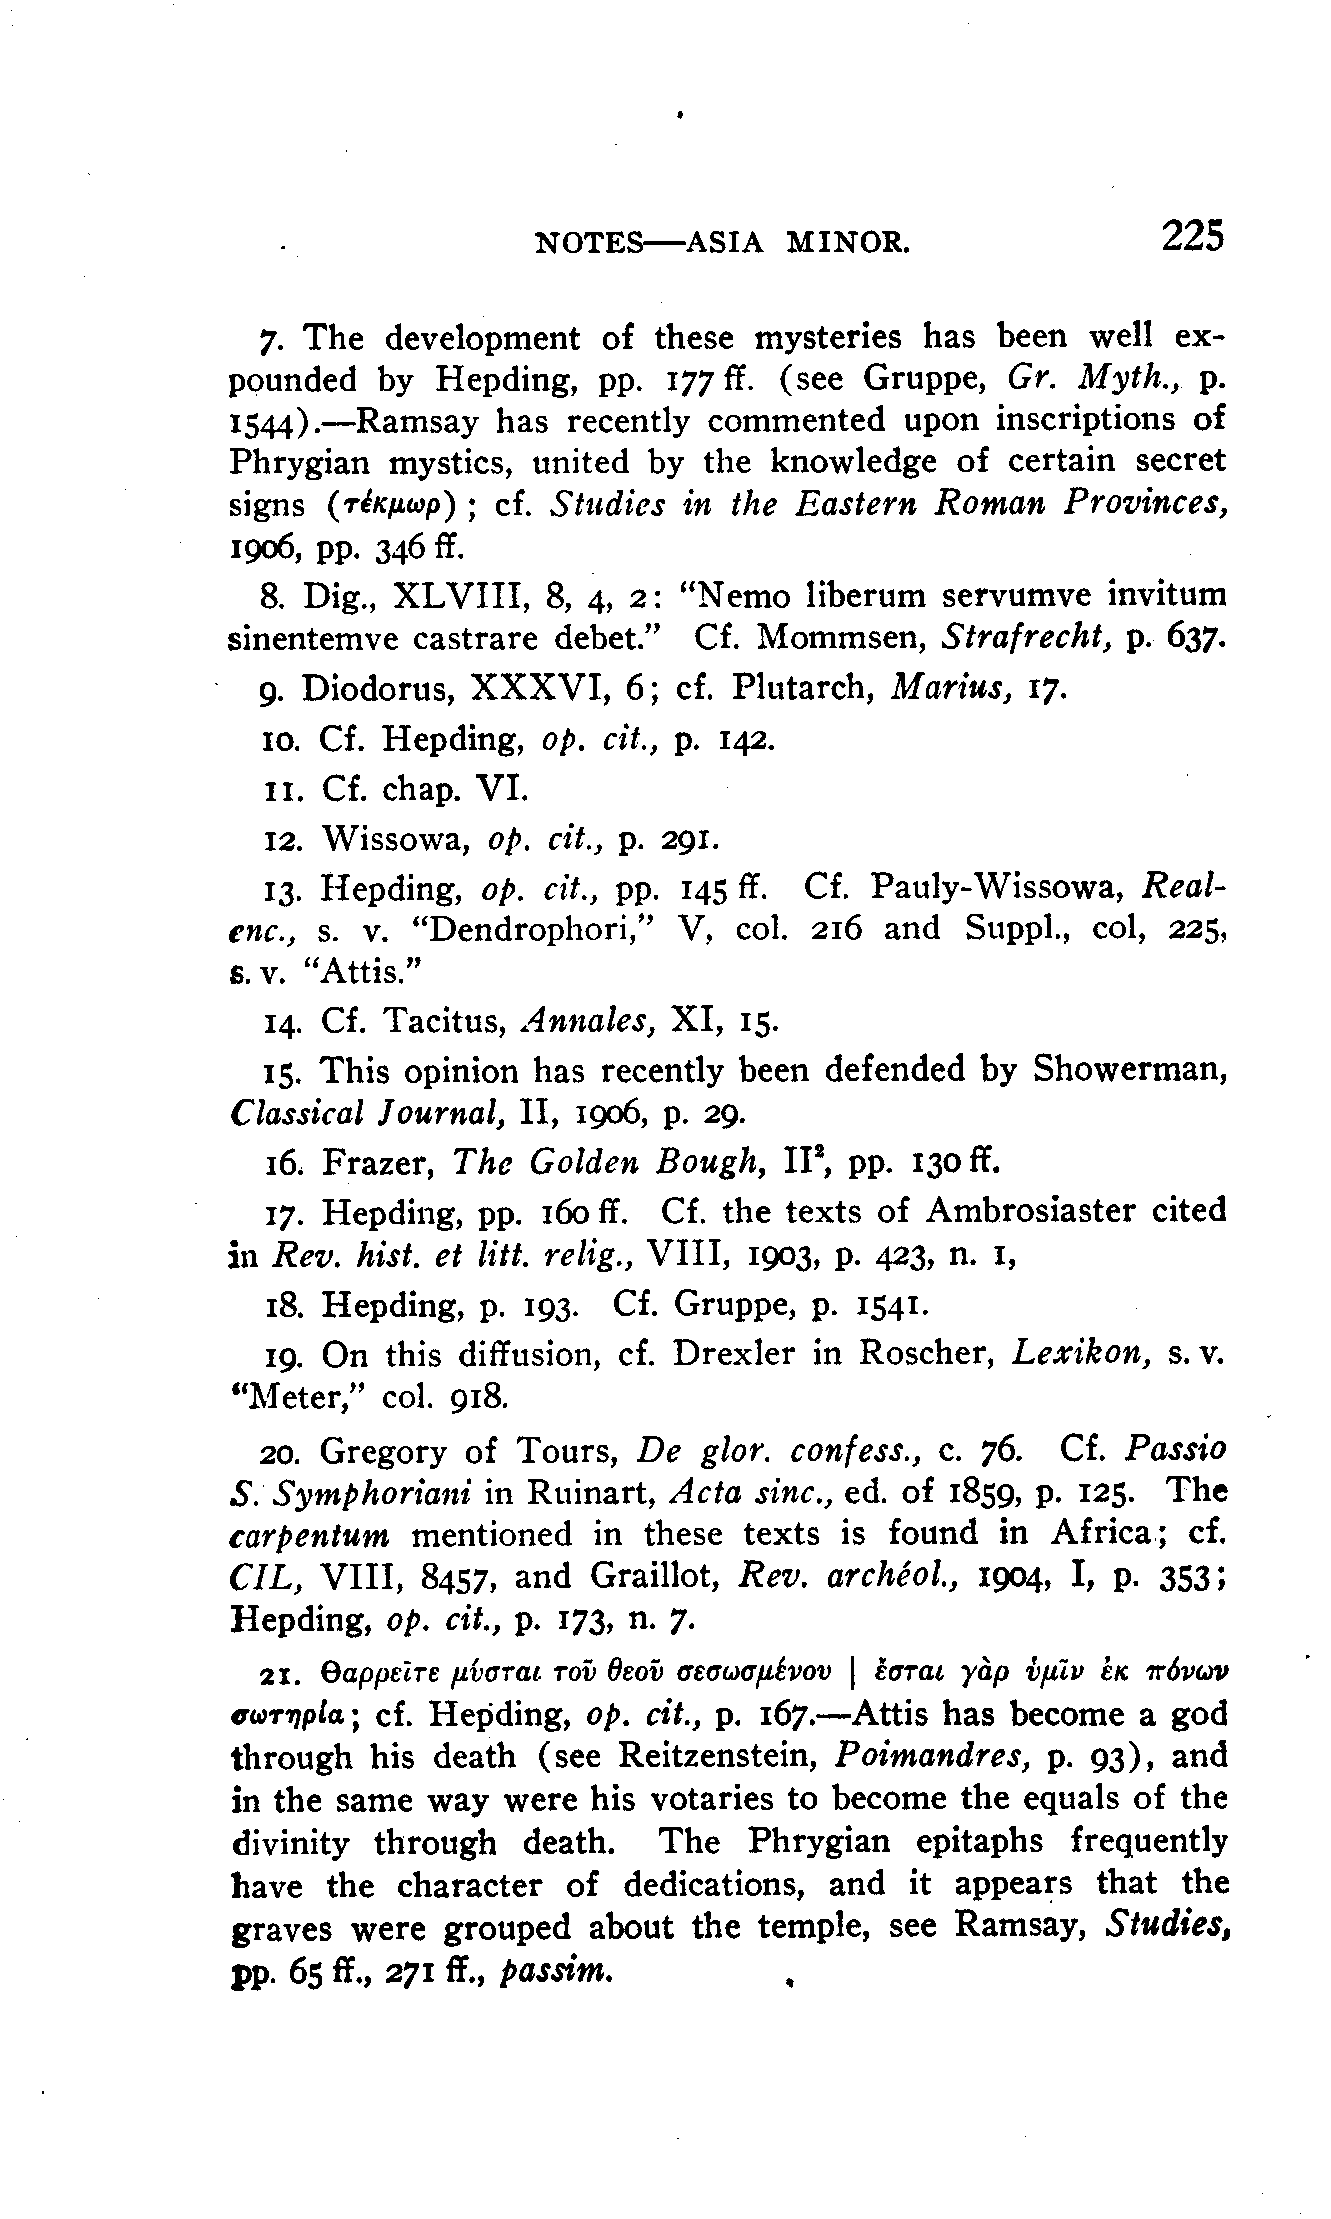 NOTES—ASIA MINOR. 225
7. The development of these mysteries has been well ex-
pounded by Hepding, pp. 177 ff. (see Gruppe, Gr. Myth., p.
1544).—Ramsay has recently commented upon inscriptions of
Phrygian mystics, united by the knowledge of certain secret
signs (τέκμωρ) ; cf. Studies in the Eastern Roman Provinces,
1906, pp. 346 ff.
8. Dig., XLVIII, 8, 4, 2: “Nemo liberum servumve invitum
sinentemve castrare debet.” Cf. Mommsen, Strafrecht, p. 637.
9. Diodorus, XXXVI, 6; cf. Plutarch, Marius, 17.
10. Cf. Hepding, op. cit., p. 142.
11. Cf. chap. VI.
12. Wissowa, op. cit., p. 291.
13. Hepding, op. cit., pp. 145 ff. Cf. Pauly-Wissowa, Real-
enc., s. v. “Dendrophori,” V, col. 216 and Suppl., col, 225,
s. v. “Attis.”
14. Cf. Tacitus, Annales, XI, 15.
15. This opinion has recently been defended by Showerman,
Classical Journal, II, 1906, p. 29.
16. Frazer, The Golden Bough, II², pp. 130 ff.
17. Hepding, pp. 160 ff. Cf. the texts of Ambrosiaster cited
in Rev. hist. et litt. relig., VIII, 1903, p. 423, n. 1,
18. Hepding, p. 193. Cf. Gruppe, p. 1541.
19. On this diffusion, cf. Drexler in Roscher, Lexikon, s. v.
“Meter,” col. 918.
20. Gregory of Tours, De glor. confess., c. 76. Cf. Passio
S. Symphoriani in Ruinart, Acta sinc., ed. of 1859, p. 125. The
carpentum mentioned in these texts is found in Africa; cf.
CIL, VIII, 8457, and Graillot, Rev. archéol., 1904, I, p. 353;
Hepding, op. cit., p. 173, n. 7.
21. Θαρρεῖτε μύσται τοῦ θεοῦ σεσωσμένου | ἔσται γὰρ ὑμῖν ἐκ πόνων
σωτηρία; cf. Hepding, op. cit., p. 167.—Attis has become a god
through his death (see Reitzenstein, Poimandres, p. 93), and
in the same way were his votaries to become the equals of the
divinity through death. The Phrygian epitaphs frequently
have the character of dedications, and it appears that the
graves were grouped about the temple, see Ramsay, Studies,
pp. 65 ff., 271 ff., passim.